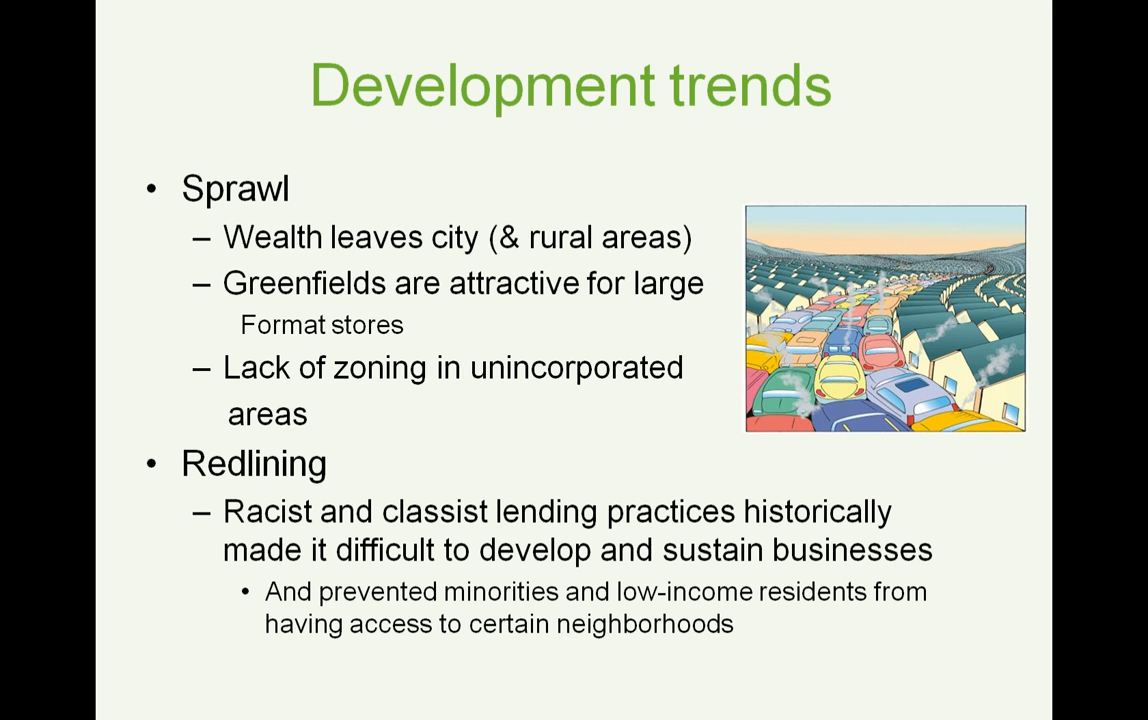 Development trends
• Sprawl
– Wealth leaves city (& rural areas)
– Greenfields are attractive for large
Format stores
– Lack of zoning in unincorporated
areas
• Redlining
– Racist and classist lending practices historically
made it difficult to develop and sustain businesses
• And prevented minorities and low-income residents from
having access to certain neighborhoods